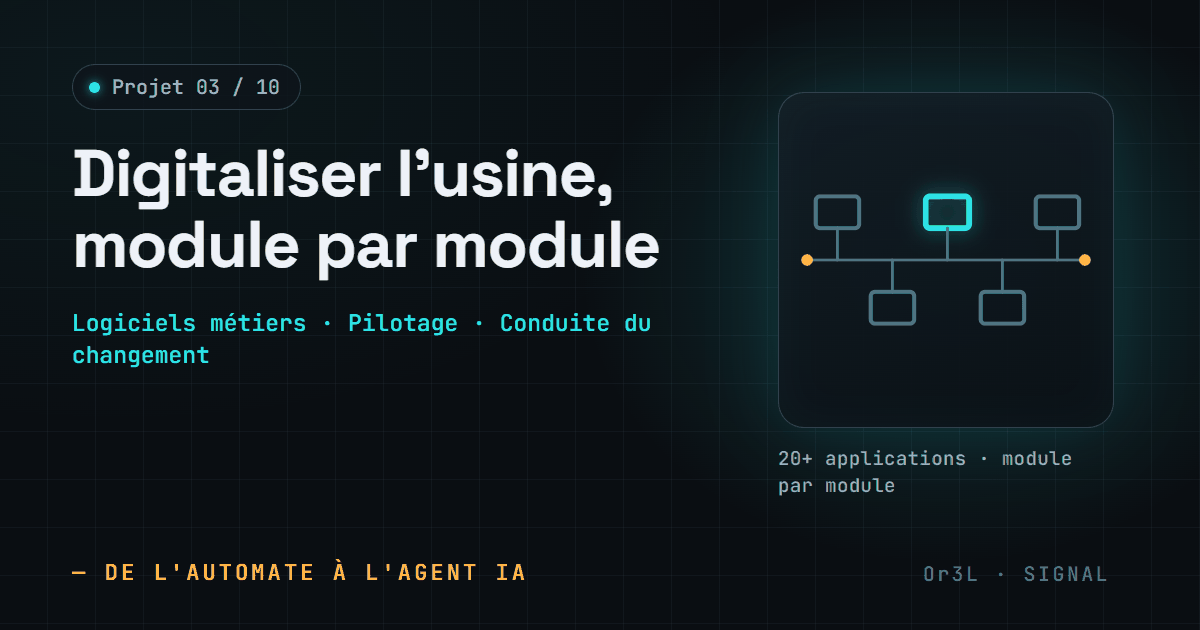 Projet 03 / 10
Digitaliser l’usine,
module par module
Logiciels métiers · Pilotage · Conduite du
changement
20+ applications · module
par module
— DE L'AUTOMATE À L'AGENT IA
Or3L · SIGNAL